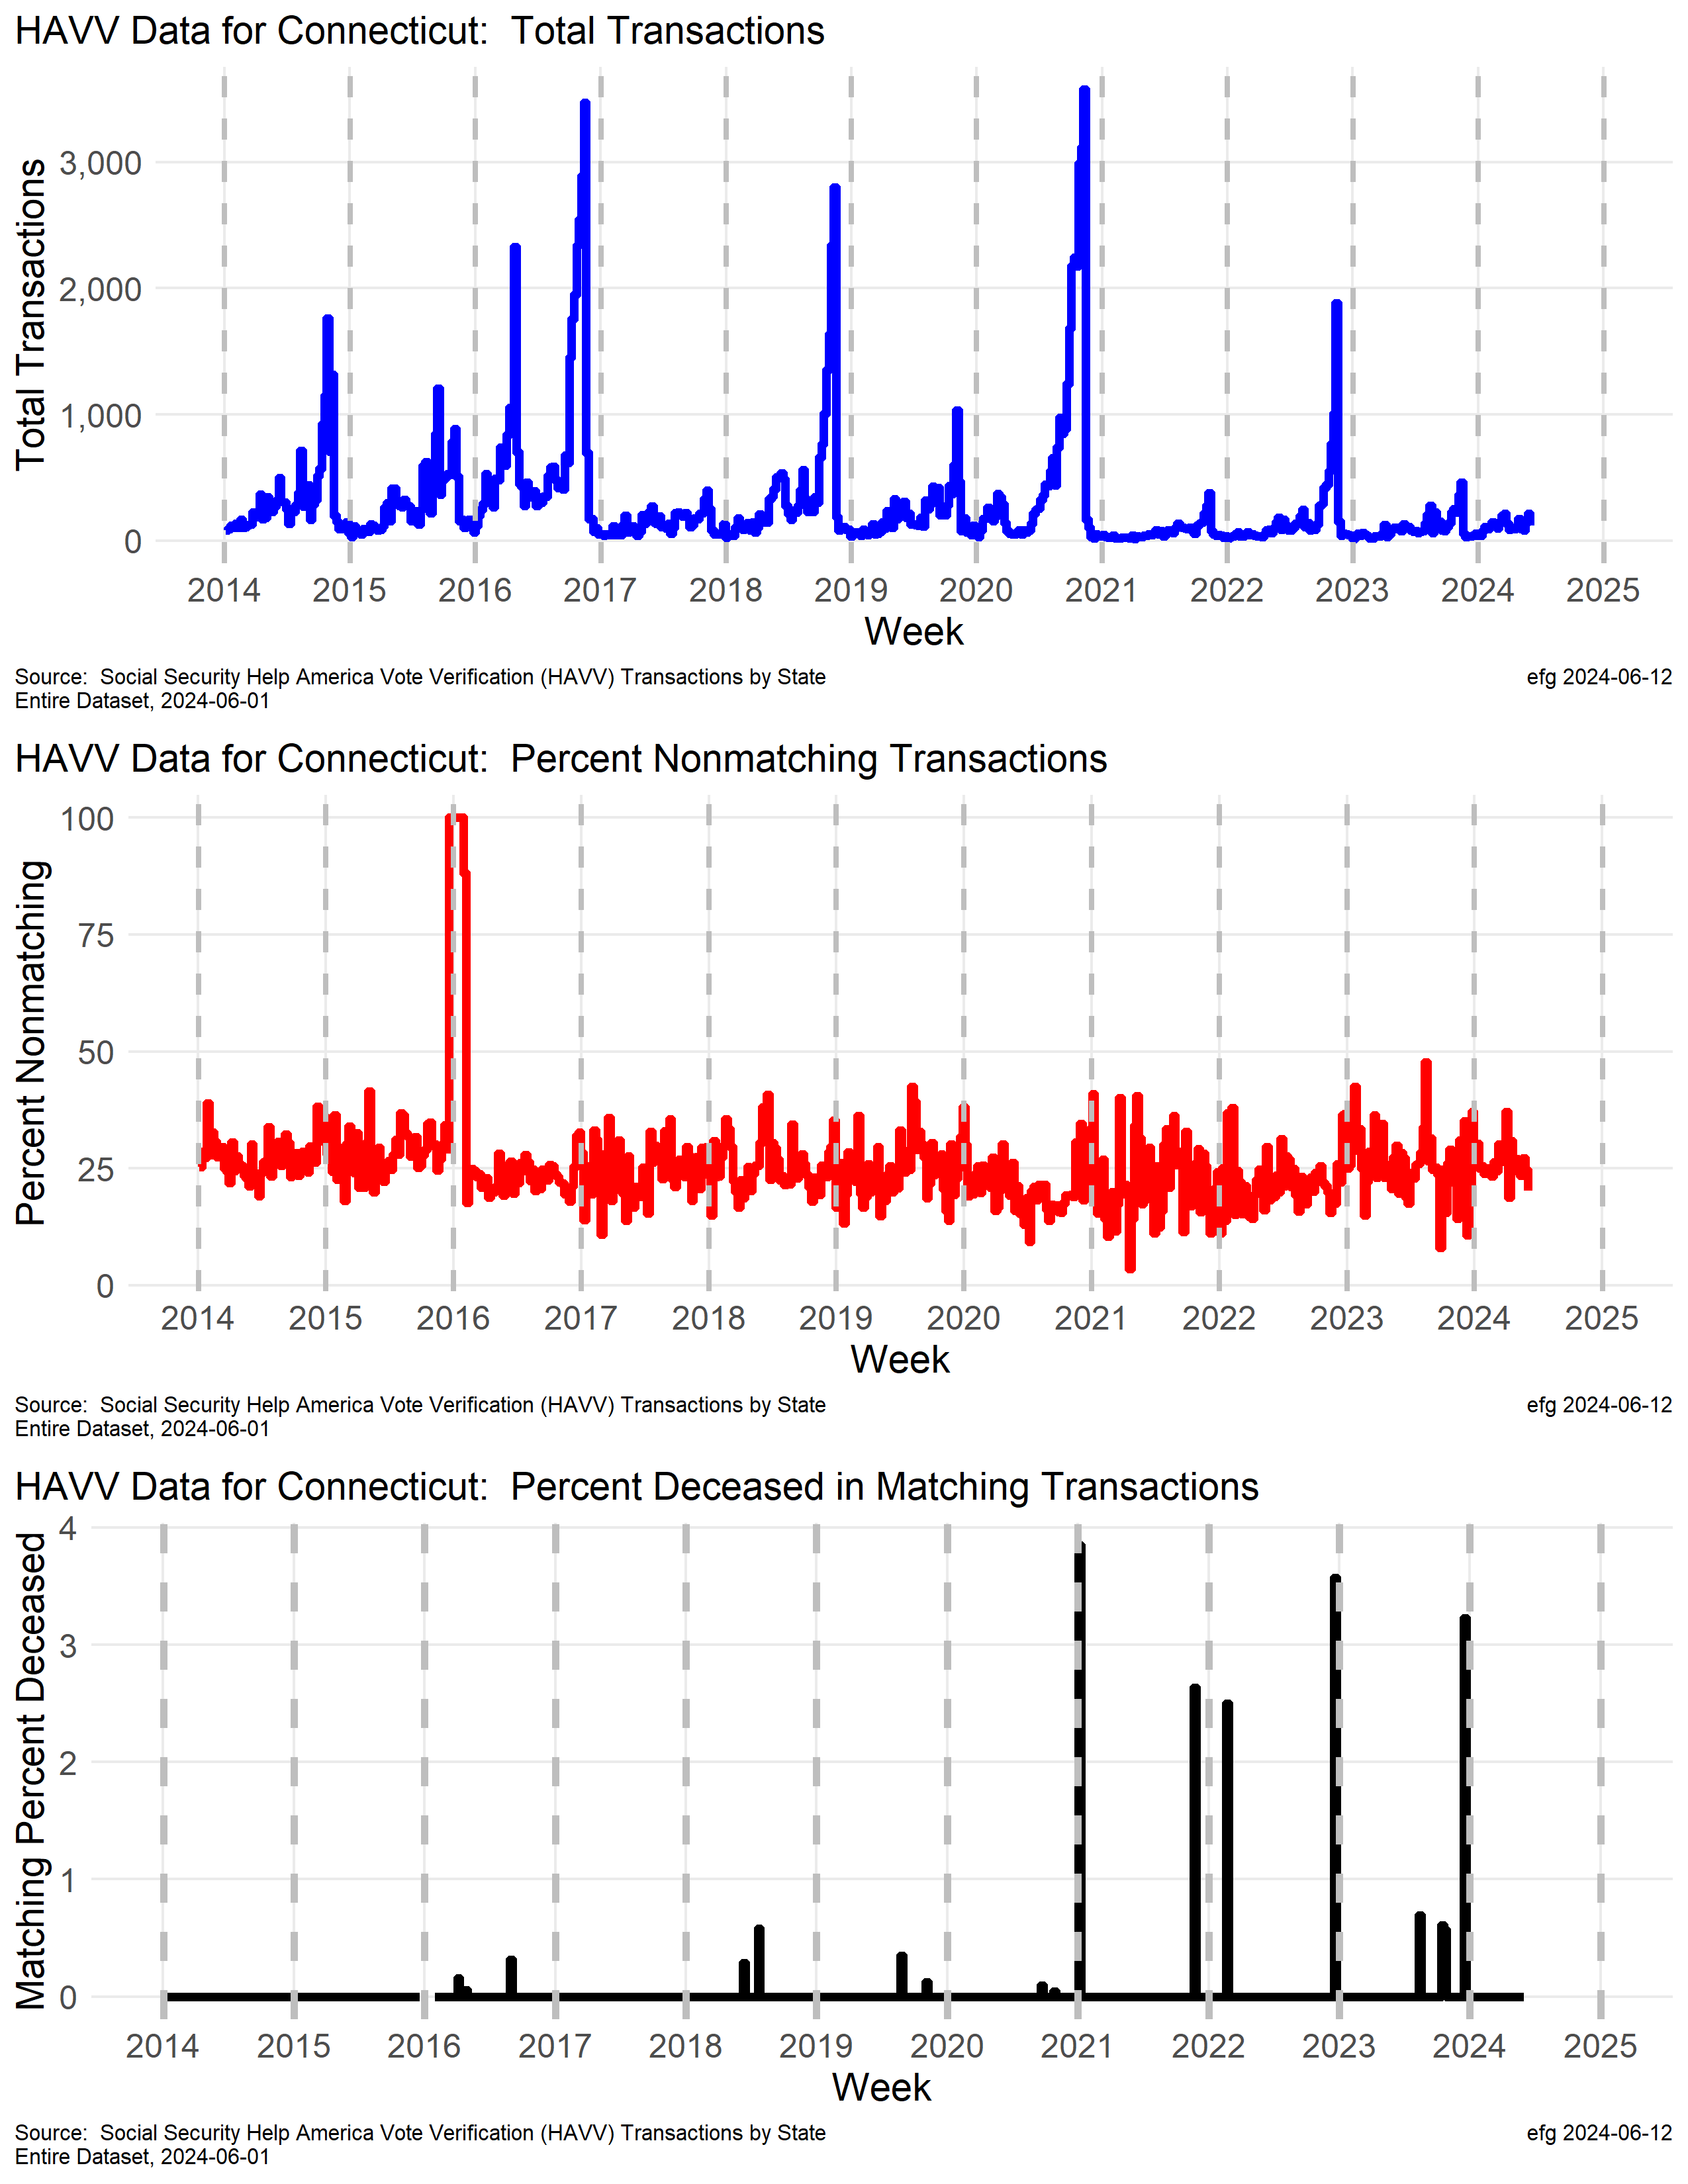 HAVV Data for Connecticut:  Total Transactions
Total Transactions
3,000
2,000
1,000
0
2014 2015 2016 2017 2018 2019 2020 2021 2022 2023 2024 2025
Week
Source:  Social Security Help America Vote Verification (HAVV) Transactions by State
Entire Dataset, 2024-06-01
efg 2024-06-12
HAVV Data for Connecticut:  Percent Nonmatching Transactions
Percent Nonmatching
100
75
50
25
0
2014 2015 2016 2017 2018 2019 2020 2021 2022 2023 2024 2025
Week
Source:  Social Security Help America Vote Verification (HAVV) Transactions by State
Entire Dataset, 2024-06-01
efg 2024-06-12
HAVV Data for Connecticut:  Percent Deceased in Matching Transactions
Matching Percent Deceased
4
3
2
1
0
2014 2015 2016 2017 2018 2019 2020 2021 2022 2023 2024 2025
Week
Source:  Social Security Help America Vote Verification (HAVV) Transactions by State
Entire Dataset, 2024-06-01
efg 2024-06-12